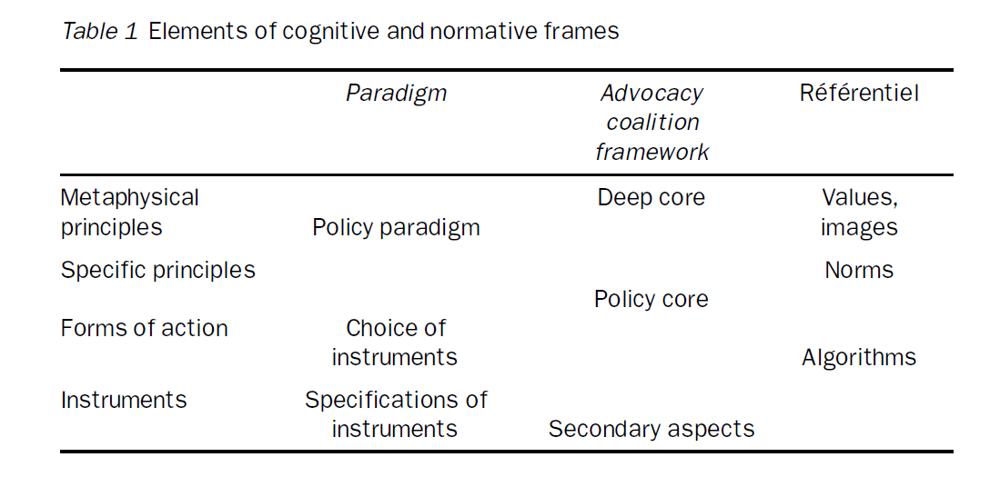 Table 1 Elements of cognitive and normative frames
Paradigm Advocacy Référentiel
coalition
framework
Metaphysical Deep core Values,
principles Policy paradigm images
Specific principles Norms
Policy core
Forms of action Choice of
instruments Algorithms
Instruments Specifications of
instruments Secondary aspects